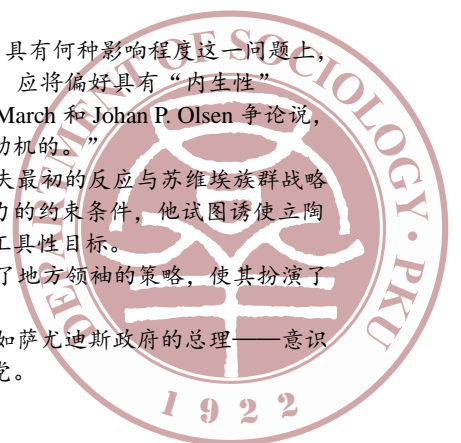 具有何种影响程度这一问题上，
应将偏好具有“内生性”
March 和 Johan P. Olsen 争论说，
动机的。”
夫最初的反应与苏维埃族群战略
力的约束条件，他试图诱使立陶
工具性目标。
了地方领袖的策略，使其扮演了
如萨尤迪斯政府的总理——意识
党。
DEPARTMENT OF SOCIOLOGY · PKU
1922